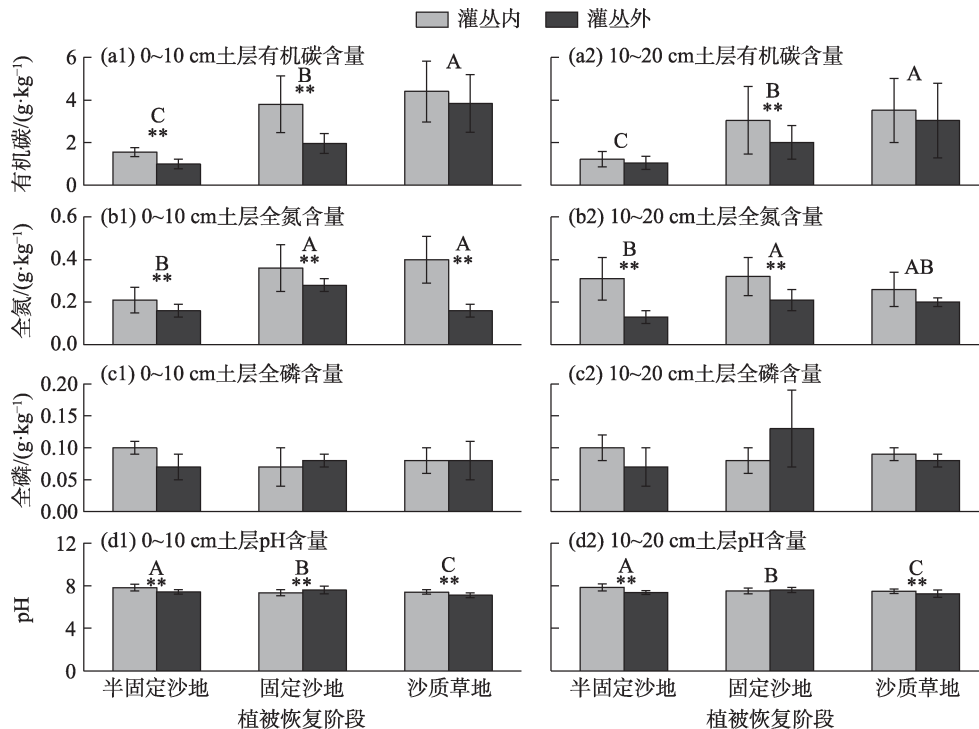 灌丛内 灌丛外
(a1) 0~10 cm土层有机碳含量
有机碳/(g·kg⁻¹)
6
4
2
0
C
**
B
**
A
(a2) 10~20 cm土层有机碳含量
C
B
**
A
(b1) 0~10 cm土层全氮含量
全氮/(g·kg⁻¹)
0.6
0.4
0.2
0.0
B
**
A
**
A
**
(b2) 10~20 cm土层全氮含量
B
**
A
**
AB
(c1) 0~10 cm土层全磷含量
全磷/(g·kg⁻¹)
0.20
0.15
0.10
0.05
0.00
(c2) 10~20 cm土层全磷含量
(d1) 0~10 cm土层pH含量
pH
12
8
4
0
A
**
B
**
C
**
(d2) 10~20 cm土层pH含量
A
**
B
C
**
半固定沙地 固定沙地 沙质草地
植被恢复阶段
半固定沙地 固定沙地 沙质草地
植被恢复阶段